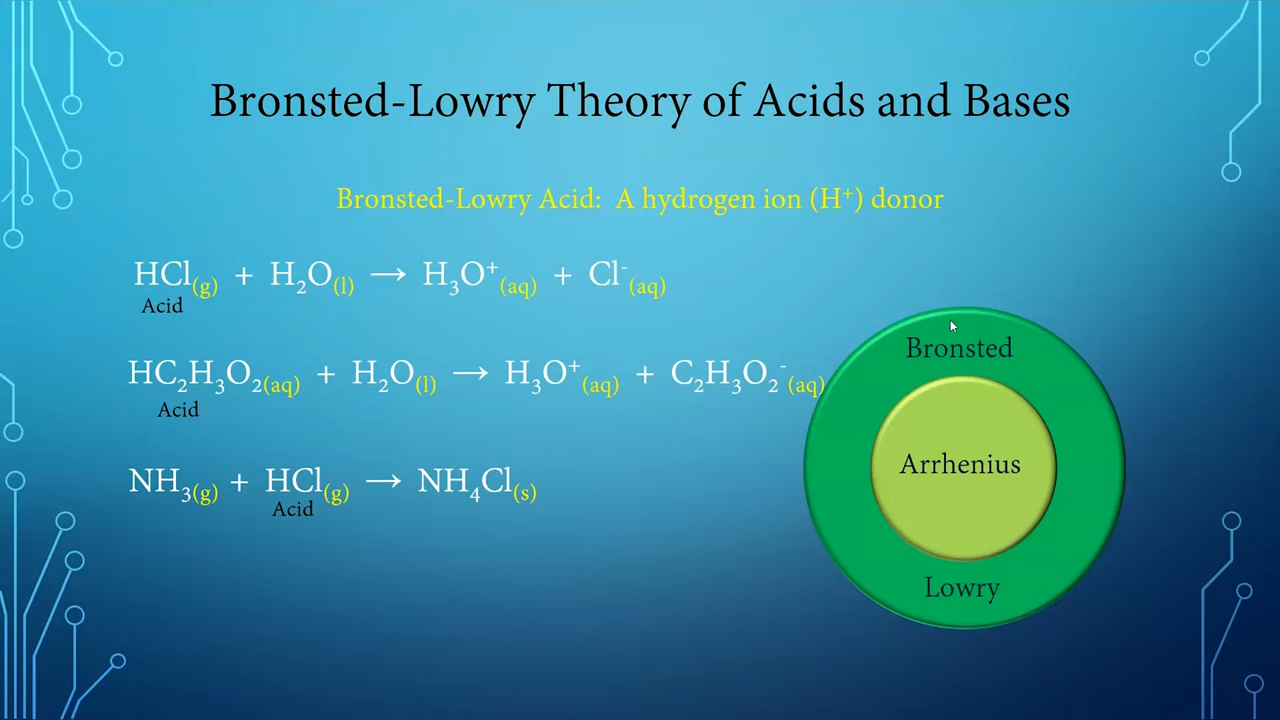 Bronsted-Lowry Theory of Acids and Bases
Bronsted-Lowry Acid: A hydrogen ion (H⁺) donor
HCl(g) + H₂O(l) → H₃O⁺(aq) + Cl⁻(aq)
Acid
HC₂H₃O₂(aq) + H₂O(l) → H₃O⁺(aq) + C₂H₃O₂⁻(aq)
Acid
NH₃(g) + HCl(g) → NH₄Cl(s)
Acid
Bronsted
Arrhenius
Lowry